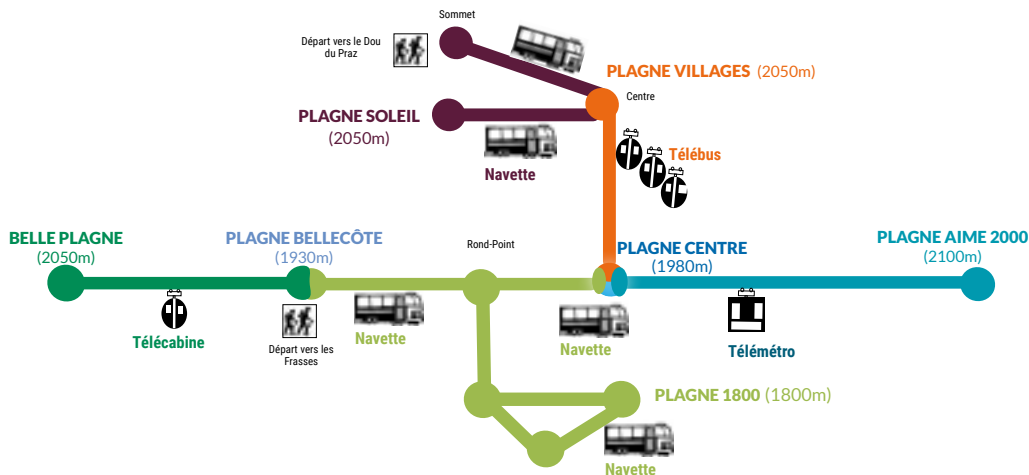 Sommet
Départ vers le Dou
du Praz
PLAGNE VILLAGES (2050m)
Centre
PLAGNE SOLEIL
(2050m)
Navette
Télébus
BELLE PLAGNE
(2050m)
PLAGNE BELLECÔTE
(1930m)
Rond-Point
PLAGNE CENTRE
(1980m)
PLAGNE AIME 2000
(2100m)
Télécabine
Départ vers les
Frasses
Navette
Navette
Télémétro
PLAGNE 1800 (1800m)
Navette